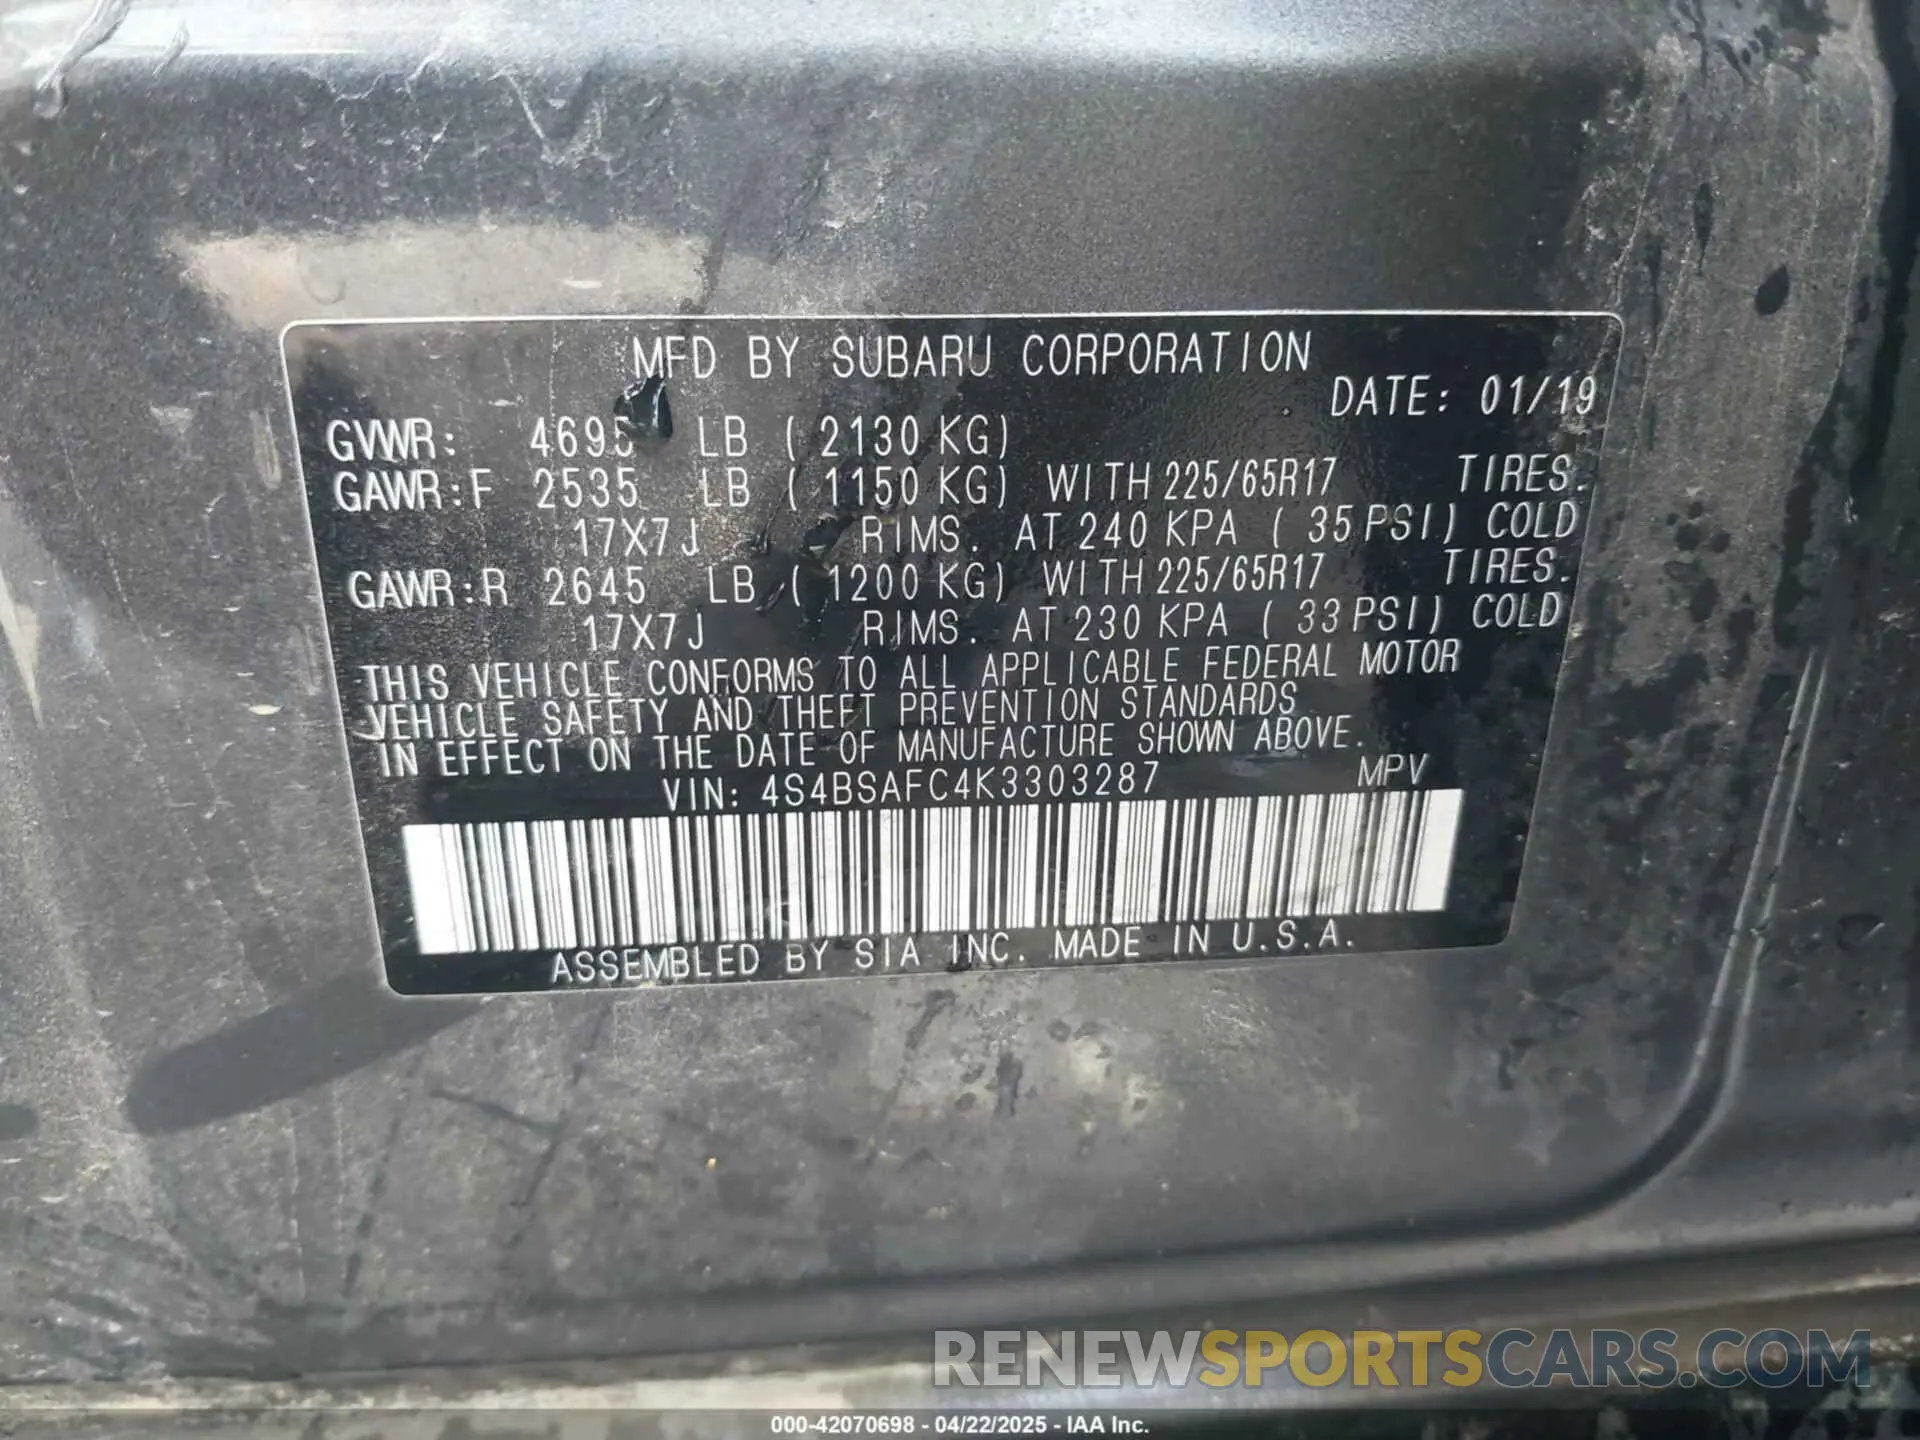 MFD BY SUBARU CORPORATION
DATE: 01/19
GVWR: 4695 LB ( 2130 KG)
GAWR:F 2535 LB ( 1150 KG) WITH 225/65R17 TIRES.
17X7J RIMS. AT 240 KPA ( 35 PSI) COLD
GAWR:R 2645 LB ( 1200 KG) WITH 225/65R17 TIRES.
17X7J RIMS. AT 230 KPA ( 33 PSI) COLD
THIS VEHICLE CONFORMS TO ALL APPLICABLE FEDERAL MOTOR
VEHICLE SAFETY AND THEFT PREVENTION STANDARDS
IN EFFECT ON THE DATE OF MANUFACTURE SHOWN ABOVE.
VIN: 4S4BSAFC4K3303287 MPV
ASSEMBLED BY SIA INC. MADE IN U.S.A.
RENEWSPORTSCARS.COM
000-42070698 - 04/22/2025 - IAA Inc.